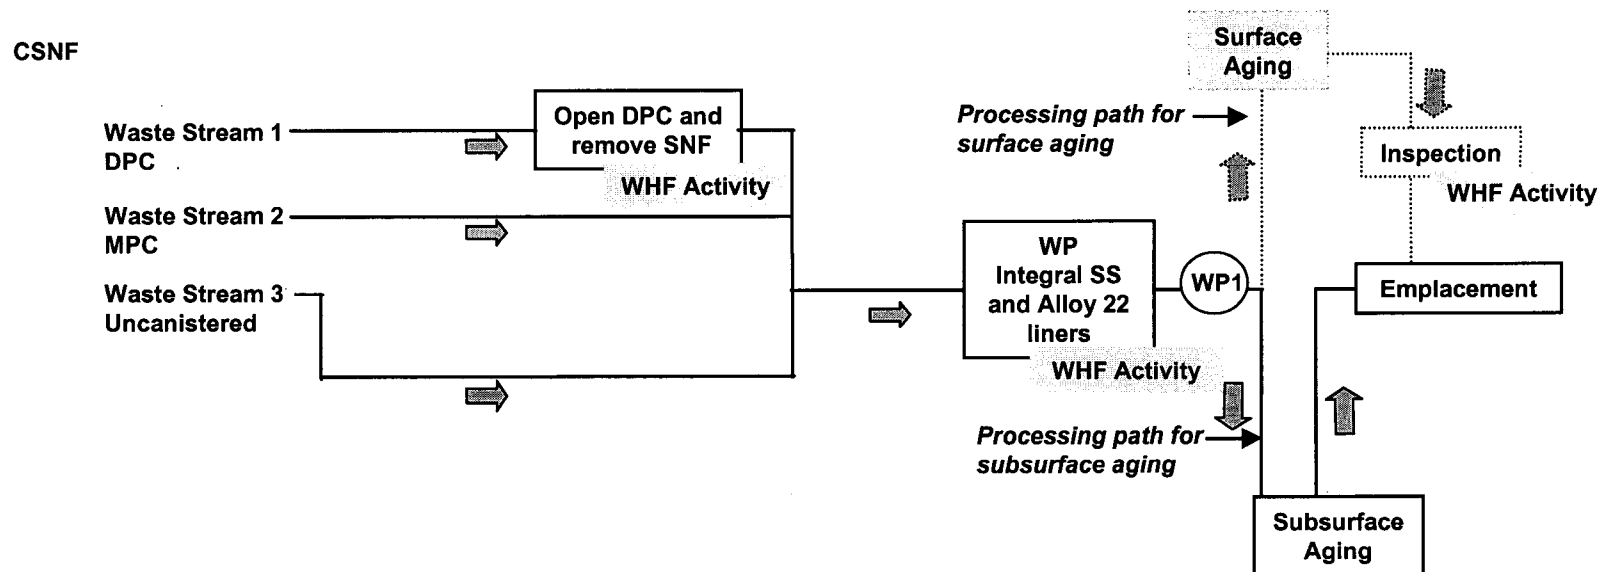 CSNF
Waste Stream 1
DPC
Open DPC and
remove SNF
WHF Activity
Waste Stream 2
MPC
Waste Stream 3
Uncanistered
WP
Integral SS
and Alloy 22
liners
WHF Activity
WP1
Surface
Aging
Processing path for
surface aging
Inspection
WHF Activity
Emplacement
Processing path for
subsurface aging
Subsurface
Aging